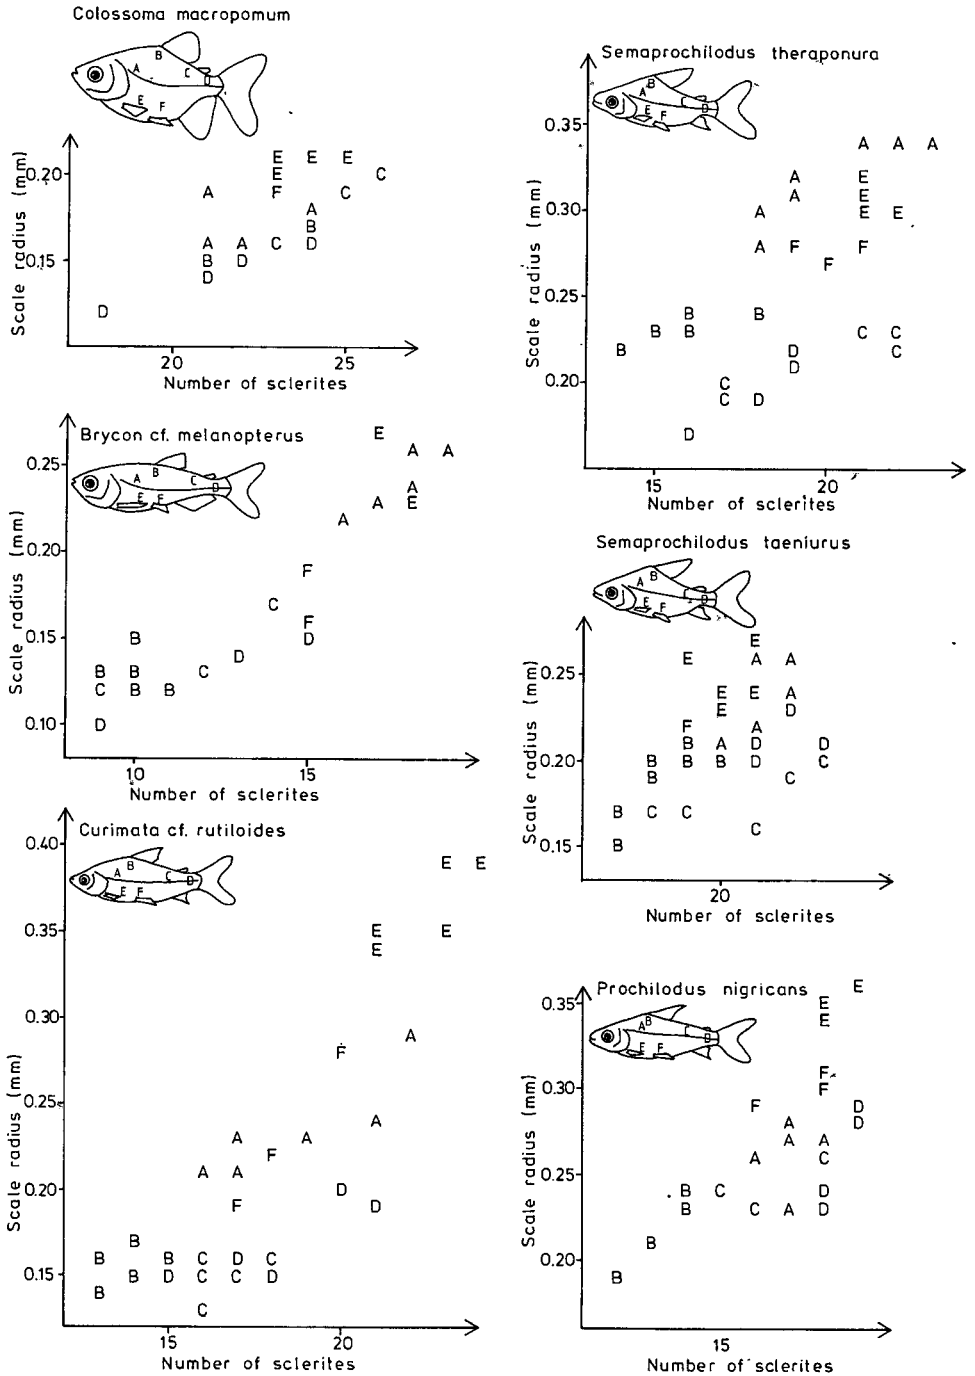 Colossoma macropomum
B
A C
D
E F
Scale radius (mm)
E E E
0.20 E C
A F C
A
B
A A C D
0.15 B D
D
D
20 25
Number of sclerites
Semaprochilodus theraponura
B
A
E F D
Scale radius (mm)
0.35
A A A
A E
A E
0.30 A E E
A F F
F
0.25
B B
B B C C
B D C
D
0.20 C
C D
D
15 20
Number of sclerites
Brycon cf. melanopterus
B
A C
D
E F
Scale radius (mm)
E
0.25 A A
A
A E
A
0.20
F
C
F
0.15 B D
D
B B C
C B B
0.10 D
10 15
Number of sclerites
Semaprochilodus taeniurus
B
A
E F D
Scale radius (mm)
E
0.25 E A A
E E A
E D
F A
B A D D
0.20 B B B D C
B C
B C C
C
0.15 B
20
Number of sclerites
Curimata cf. rutiloides
B
A C
D
E F
Scale radius (mm)
0.40
E E
0.35 E E
E
0.30
A
F
0.25
A
A A
F
A A
0.20 D
F D
B
B B C D C
0.15 B D C C D
B
C
15 20
Number of sclerites
Prochilodus nigricans
B
A
E F D
Scale radius (mm)
E
0.35 E
E
F
0.30 F
F D
A D
A A
A C
0.25
B C D
B C A D
B
0.20
B
15
Number of sclerites